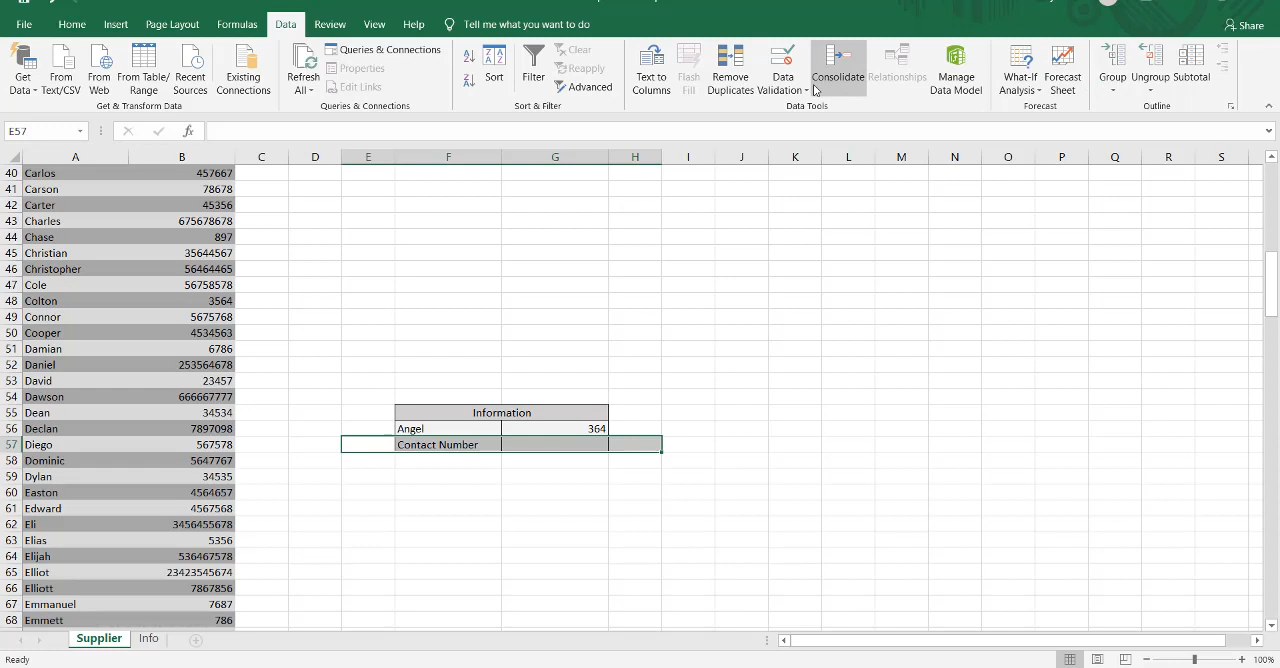 File Home Insert Page Layout Formulas Data Review View Help Tell me what you want to do Share
Get Data From Text/CSV From Web From Table/ Range Recent Sources Existing Connections
Get & Transform Data
Refresh All Queries & Connections Properties Edit Links
Queries & Connections
Sort Filter Clear Reapply Advanced
Sort & Filter
Text to Columns Flash Fill Remove Duplicates Data Validation Consolidate Relationships Manage Data Model
Data Tools
What-If Analysis Forecast Sheet
Forecast
Group Ungroup Subtotal
Outline
E57 fx
A B C D E F G H I J K L M N O P Q R S
40 Carlos 457667
41 Carson 78678
42 Carter 45356
43 Charles 675678678
44 Chase 897
45 Christian 35644567
46 Christopher 56464465
47 Cole 56758578
48 Colton 3564
49 Connor 5675768
50 Cooper 4534563
51 Damian 6786
52 Daniel 253564678
53 David 23457
54 Dawson 666667777
55 Dean 34534 Information
56 Declan 7897098 Angel 364
57 Diego 567578 Contact Number
58 Dominic 5647767
59 Dylan 34535
60 Easton 4564657
61 Edward 4567568
62 Eli 3456455678
63 Elias 5356
64 Elijah 536467578
65 Elliot 23423545674
66 Elliott 7867856
67 Emmanuel 7687
68 Emmett 786
Supplier Info
Ready 100%